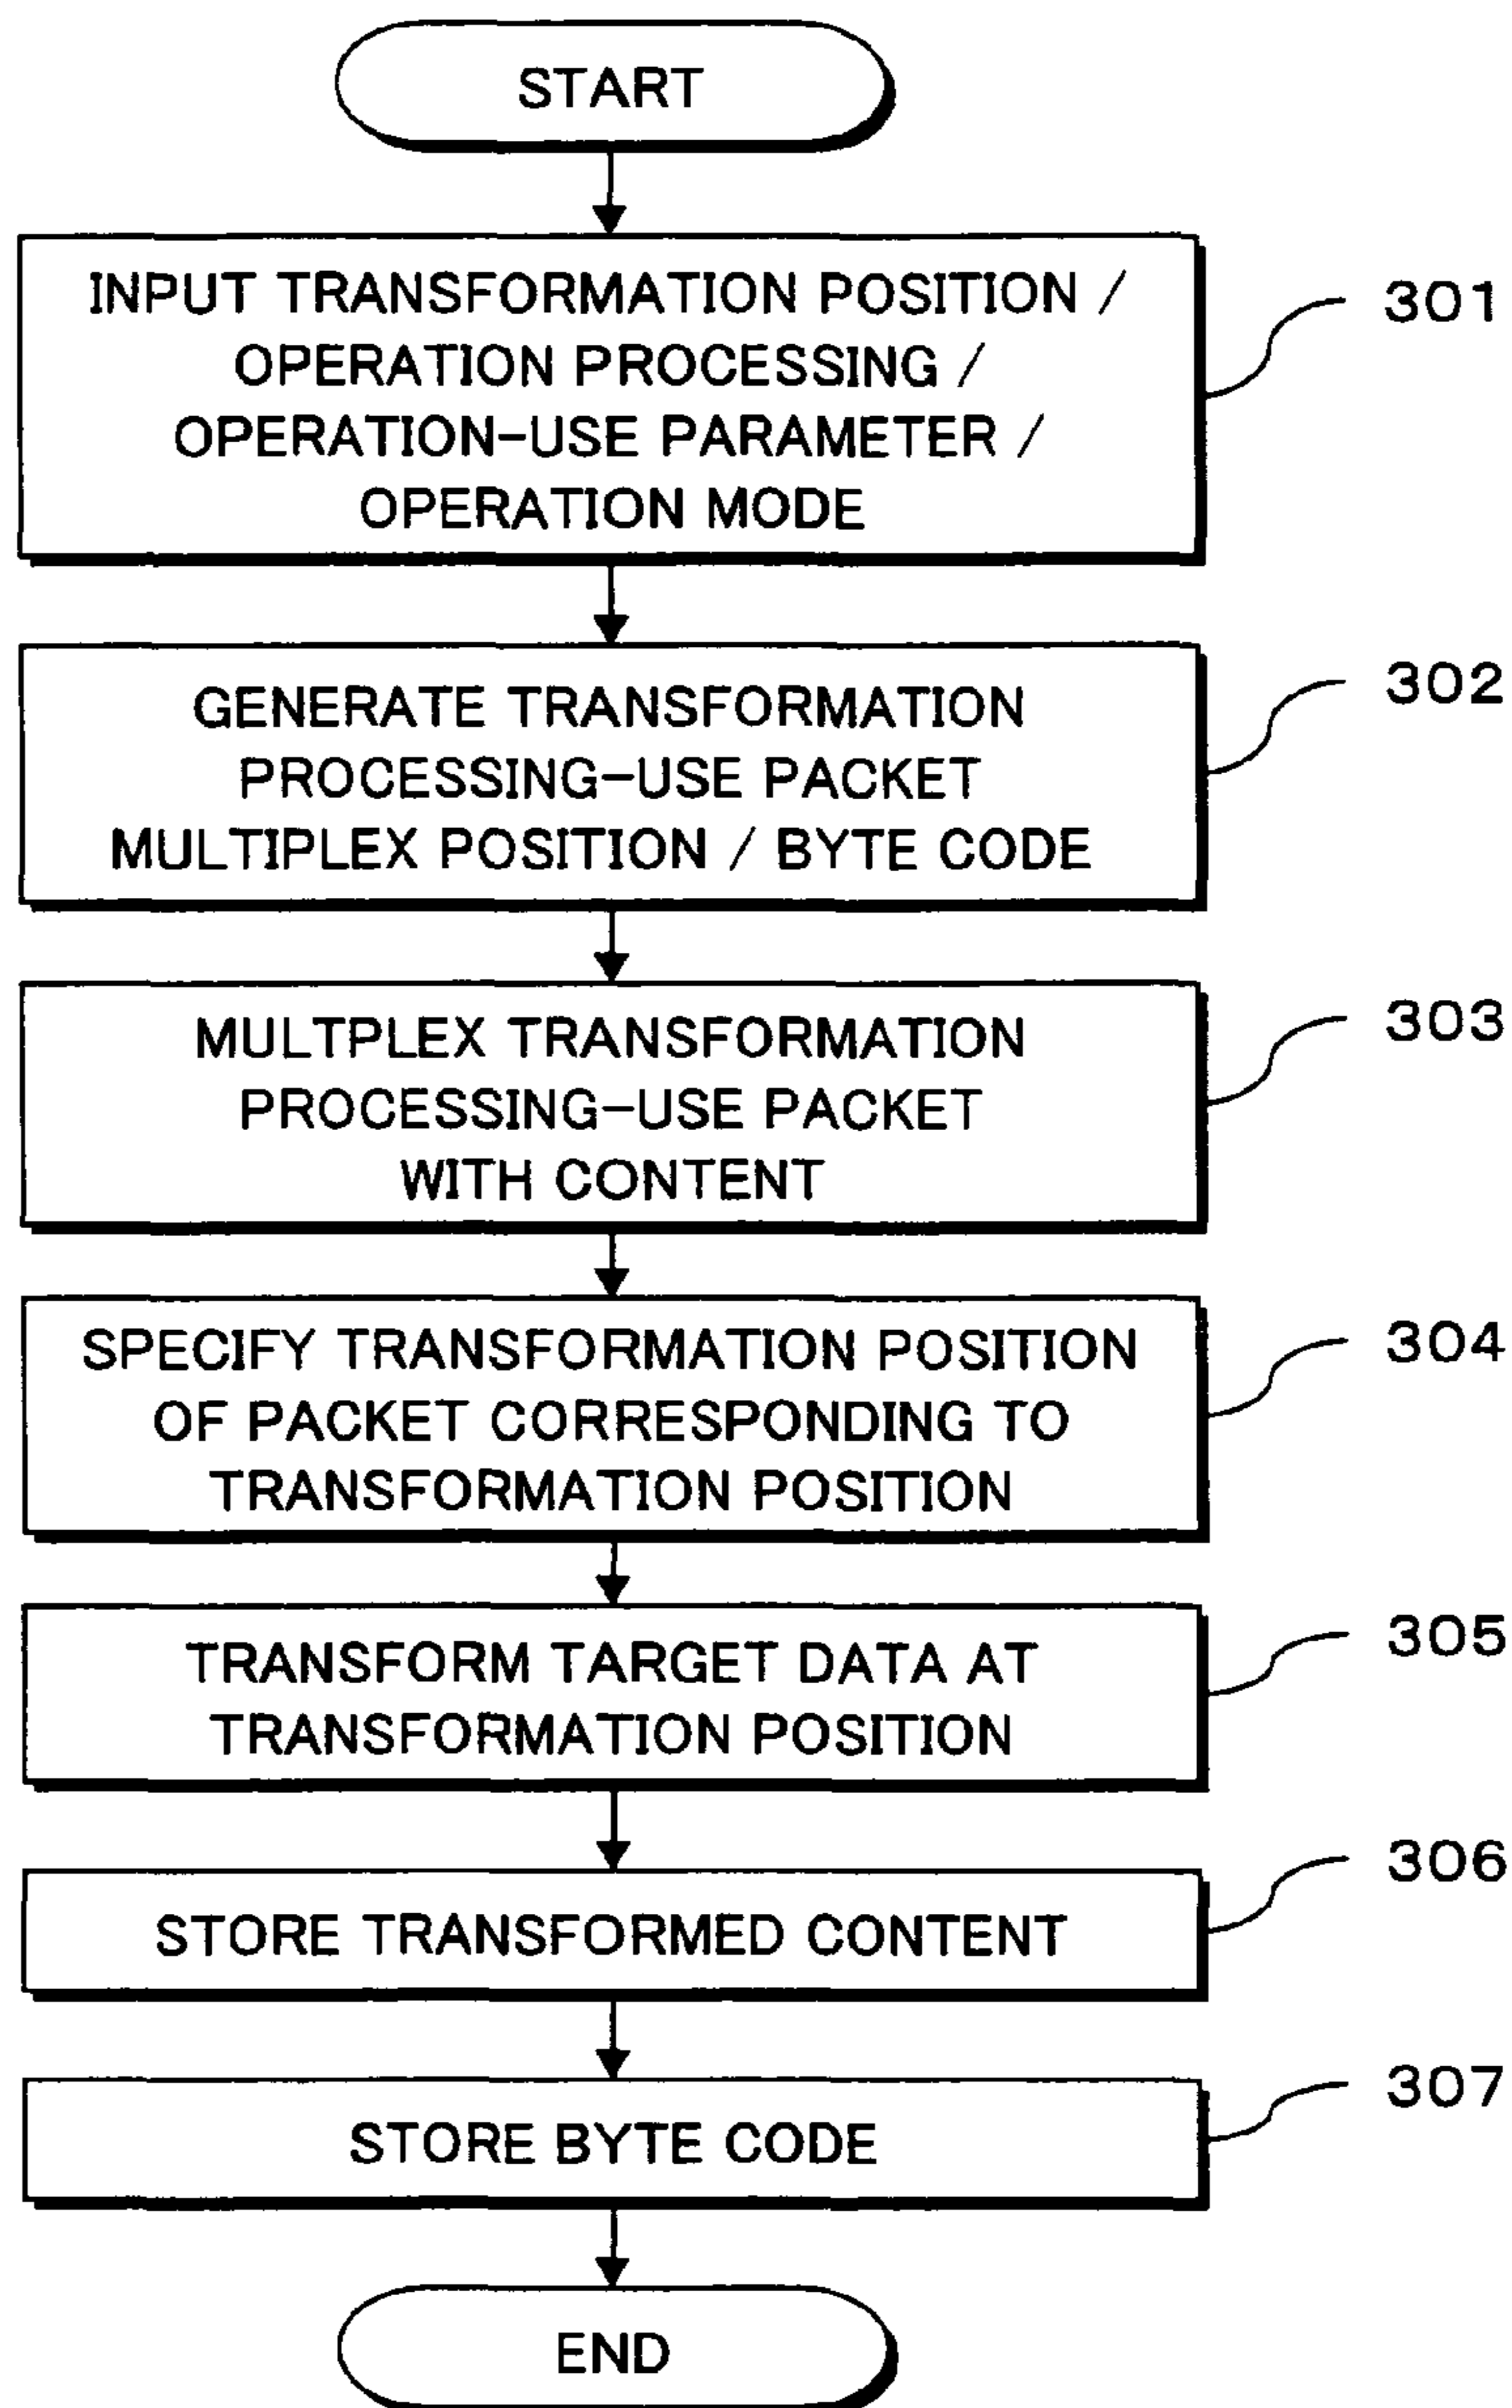 START
INPUT TRANSFORMATION POSITION /
OPERATION PROCESSING /
OPERATION-USE PARAMETER /
OPERATION MODE
301
GENERATE TRANSFORMATION
PROCESSING-USE PACKET
MULTIPLEX POSITION / BYTE CODE
302
MULTPLEX TRANSFORMATION
PROCESSING-USE PACKET
WITH CONTENT
303
SPECIFY TRANSFORMATION POSITION
OF PACKET CORRESPONDING TO
TRANSFORMATION POSITION
304
TRANSFORM TARGET DATA AT
TRANSFORMATION POSITION
305
STORE TRANSFORMED CONTENT
306
STORE BYTE CODE
307
END